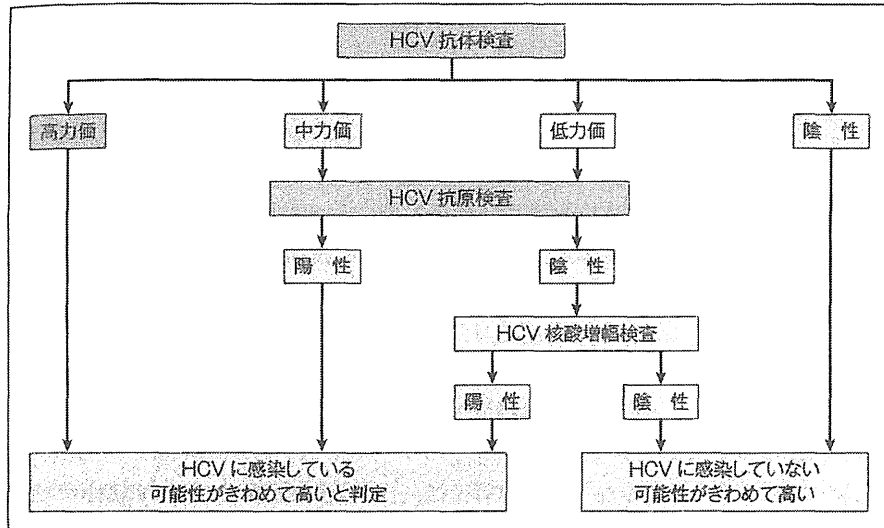 HCV 抗体検査
高力価
中力価
低力価
陰 性
HCV 抗原検査
陽 性
陰 性
HCV 核酸増幅検査
陽 性
陰 性
HCV に感染している
可能性がきわめて高いと判定
HCV に感染していない
可能性がきわめて高い